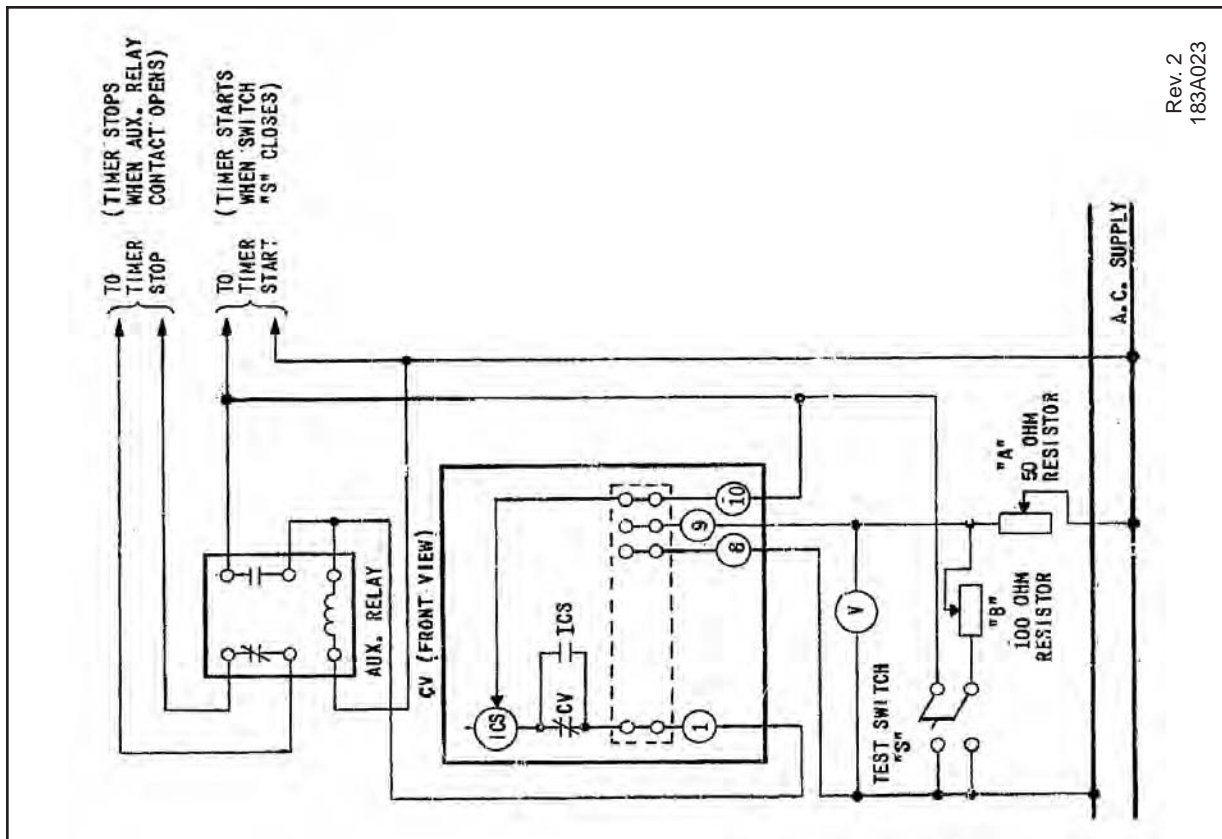 TO
TIMER
STOP
(TIMER STOPS
WHEN AUX. RELAY
CONTACT OPENS)
TO
TIMER
START
(TIMER STARTS
WHEN SWITCH
"S" CLOSES)
AUX. RELAY
CV (FRONT VIEW)
ICS
CV
ICS
1
8
9
10
V
TEST SWITCH
"S"
"B"
100 OHM
RESISTOR
"A"
50 OHM
RESISTOR
A.C. SUPPLY
Rev. 2
183A023